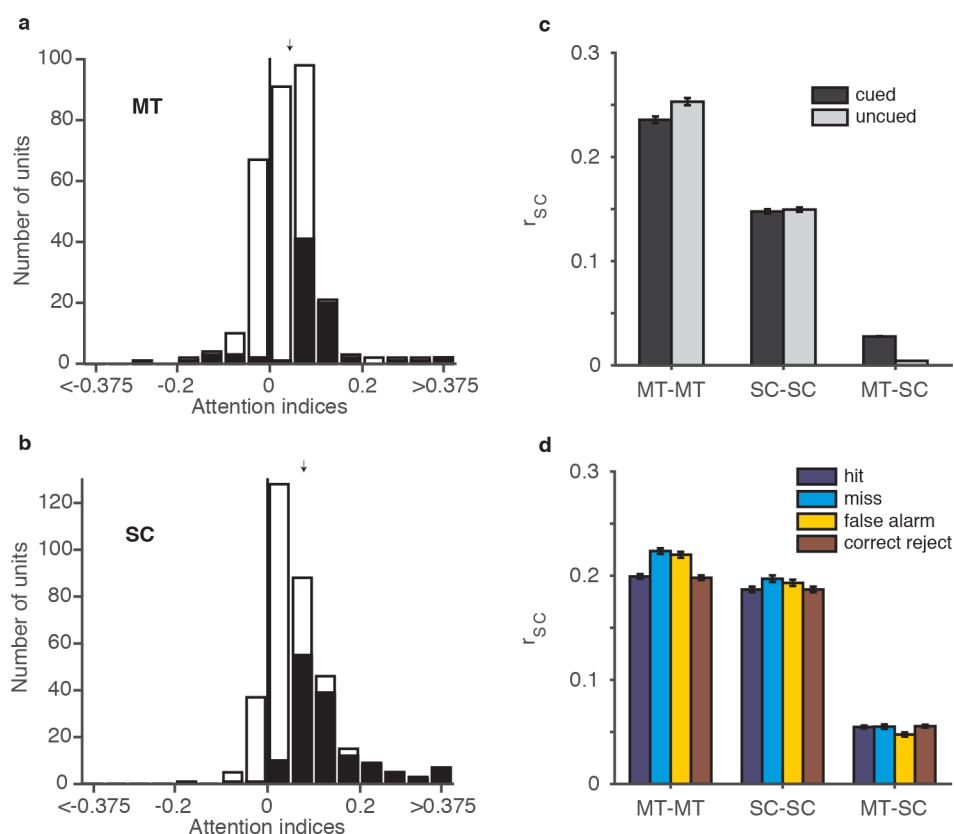 a
MT
Number of units
100
80
60
40
20
0
<-0.375 -0.2 0 0.2 >0.375
Attention indices
b
SC
Number of units
120
100
80
60
40
20
0
<-0.375 -0.2 0 0.2 >0.375
Attention indices
c
cued
uncued
rSC
0.3
0.2
0.1
0
MT-MT SC-SC MT-SC
d
hit
miss
false alarm
correct reject
rSC
0.3
0.2
0.1
0
MT-MT SC-SC MT-SC